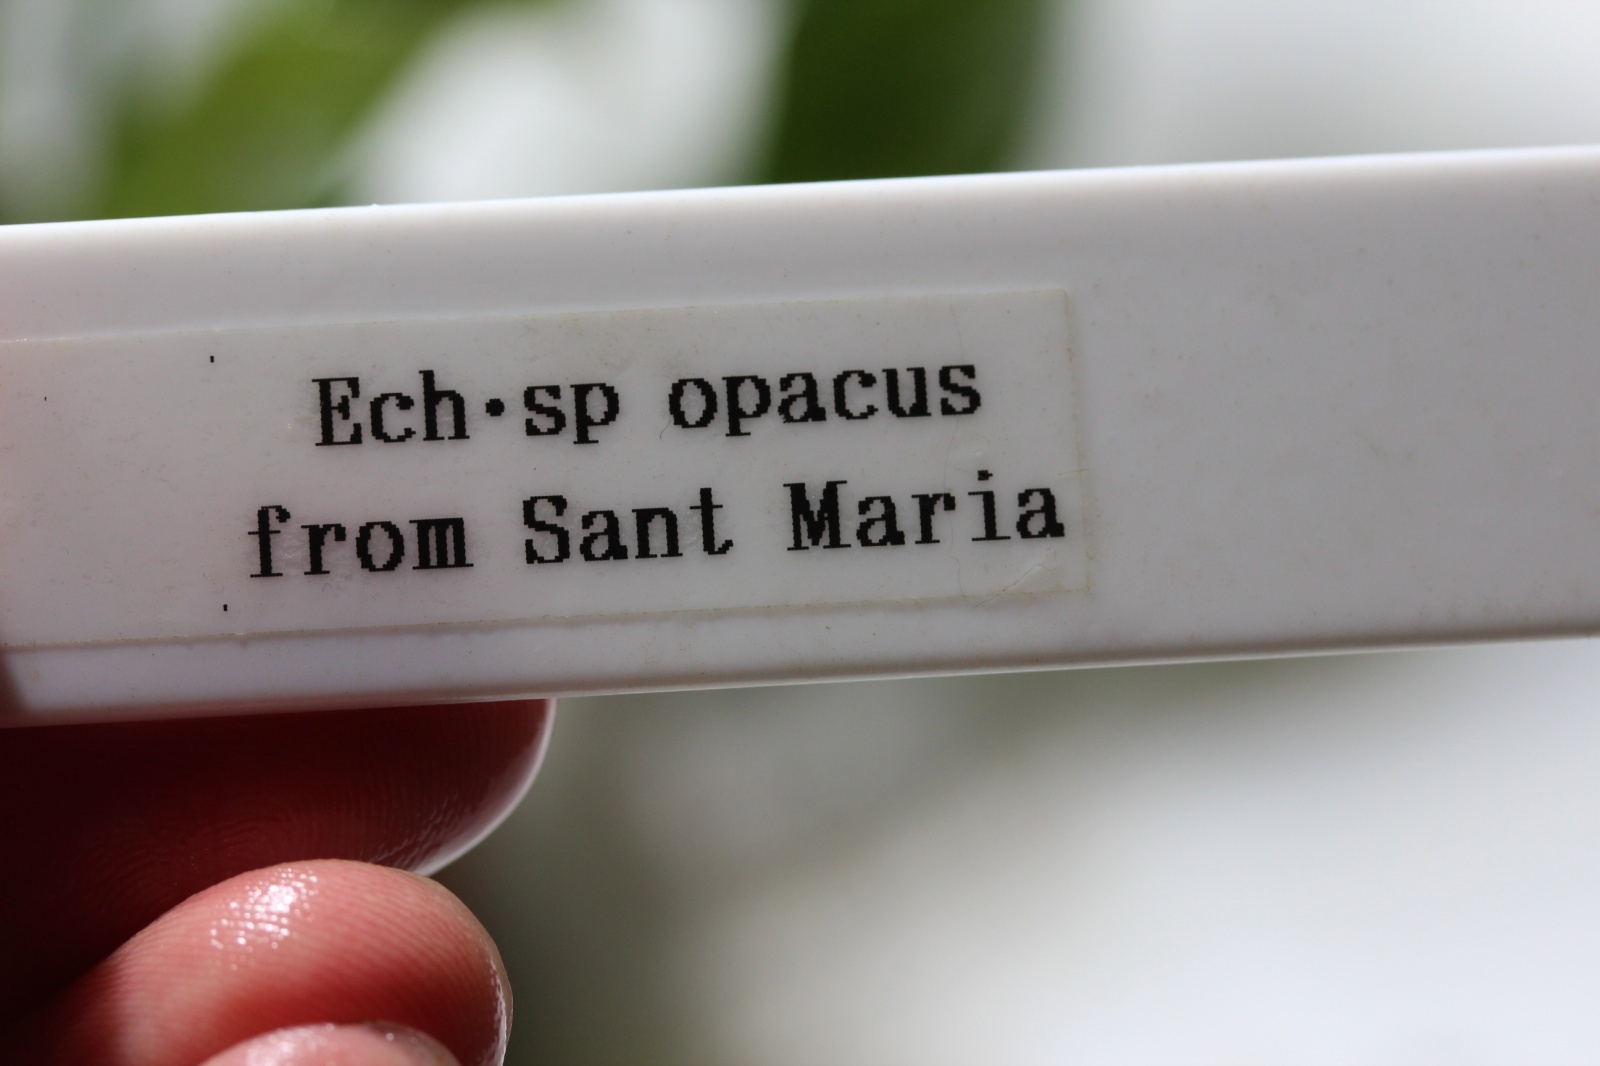 Ech·sp opacus
from Sant Maria